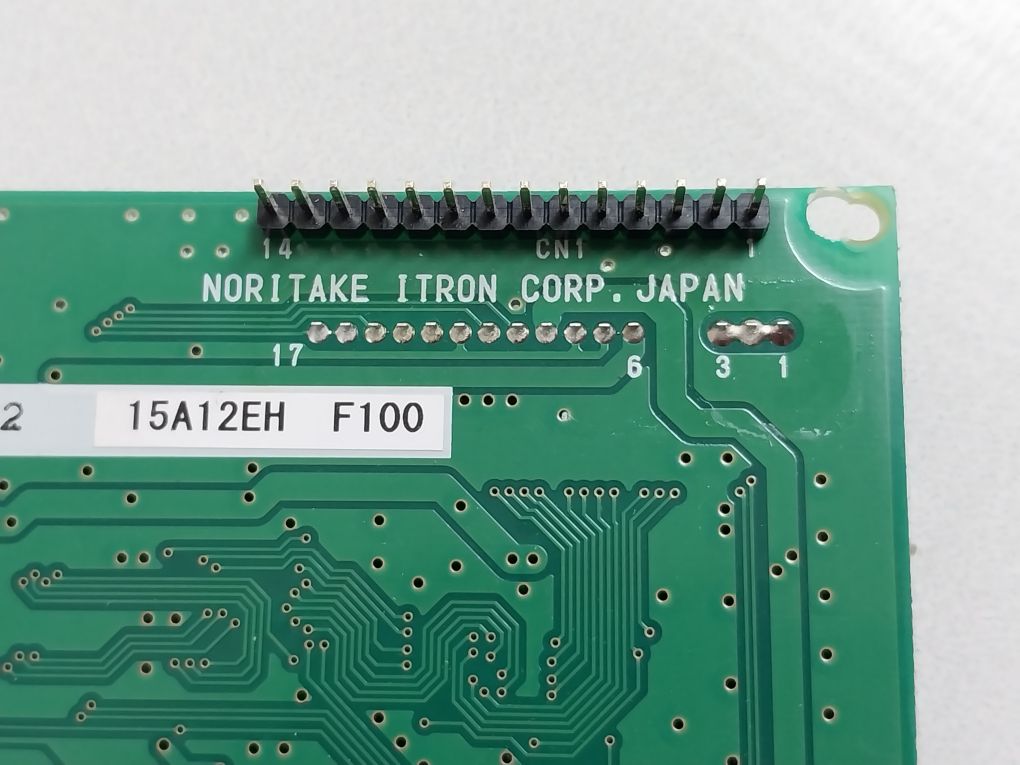 14 CN1 1
NORITAKE ITRON CORP. JAPAN
17 6 3 1
2 15A12EH F100